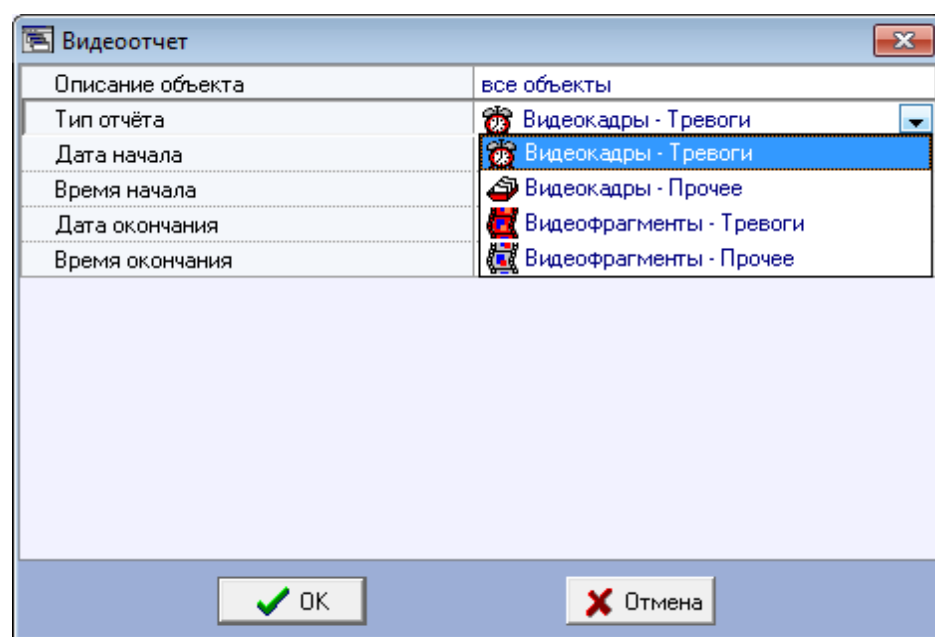 Видеоотчет
Описание объекта все объекты
Тип отчёта Видеокадры - Тревоги
Дата начала Видеокадры - Тревоги
Время начала Видеокадры - Прочее
Дата окончания Видеофрагменты - Тревоги
Время окончания Видеофрагменты - Прочее
OK Отмена